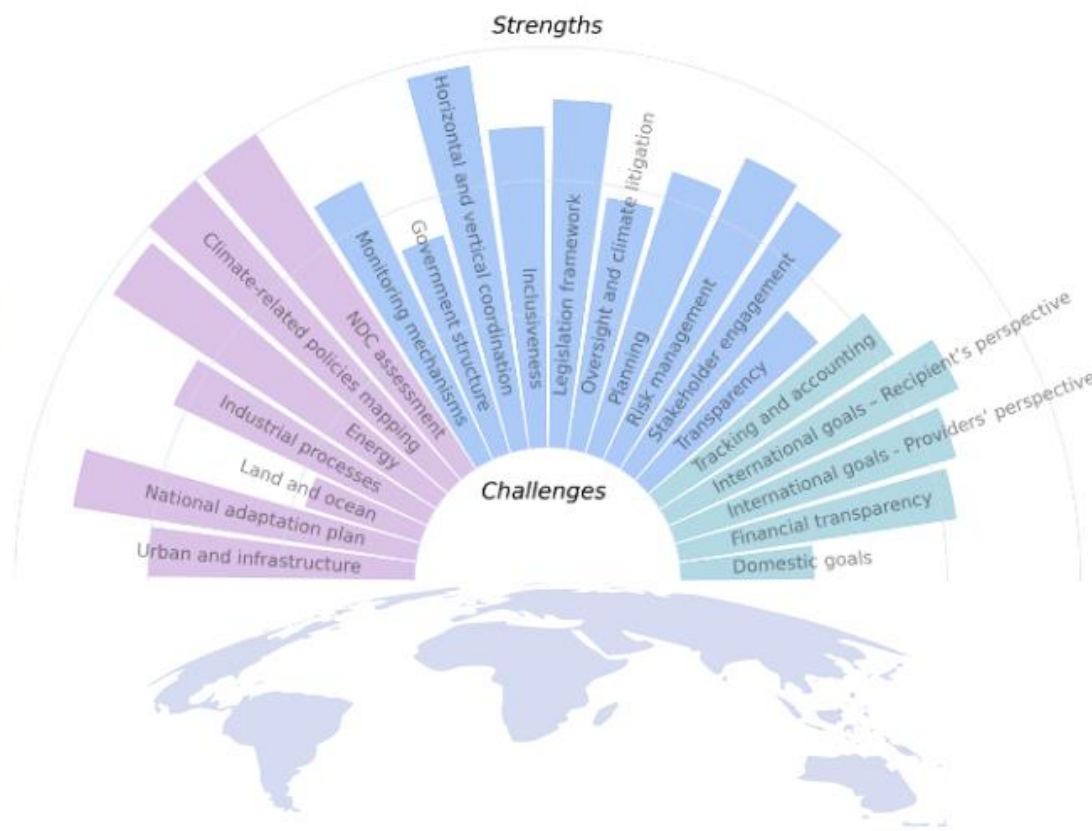 Strengths
Urban and infrastructure
National adaptation plan
Land and ocean
Industrial processes
Energy
Climate-related policies mapping
NDC assessment
Monitoring mechanisms
Government structure
Horizontal and vertical coordination
Inclusiveness
Legislation framework
Oversight and climate litigation
Planning
Risk management
Stakeholder engagement
Transparency
Tracking and accounting
International goals – Recipient's perspective
International goals - Providers' perspective
Financial transparency
Domestic goals
Challenges